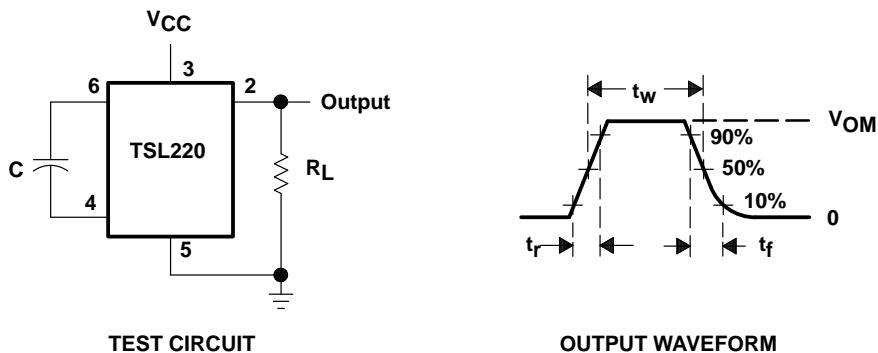 VCC
3
6
2
Output
TSL220
C
RL
4
5
TEST CIRCUIT
tw
VOM
90%
50%
10%
0
tr
tf
OUTPUT WAVEFORM